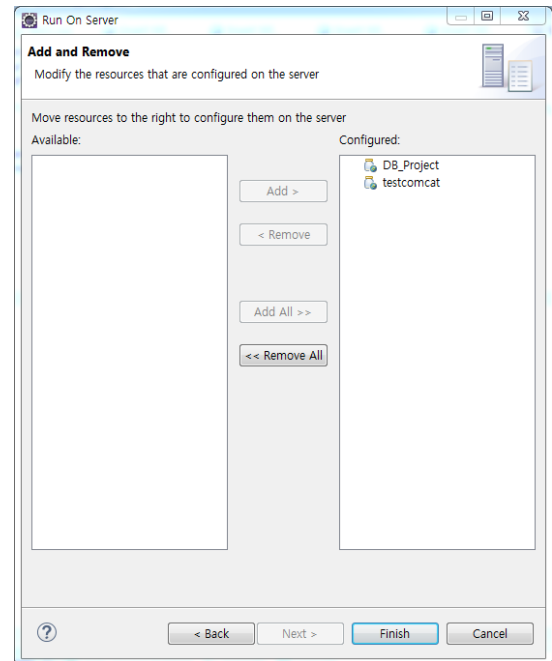 Run On Server
Add and Remove
Modify the resources that are configured on the server
Move resources to the right to configure them on the server
Available:
Configured:
DB_Project
testcomcat
Add >
< Remove
Add All >>
<< Remove All
?
< Back
Next >
Finish
Cancel